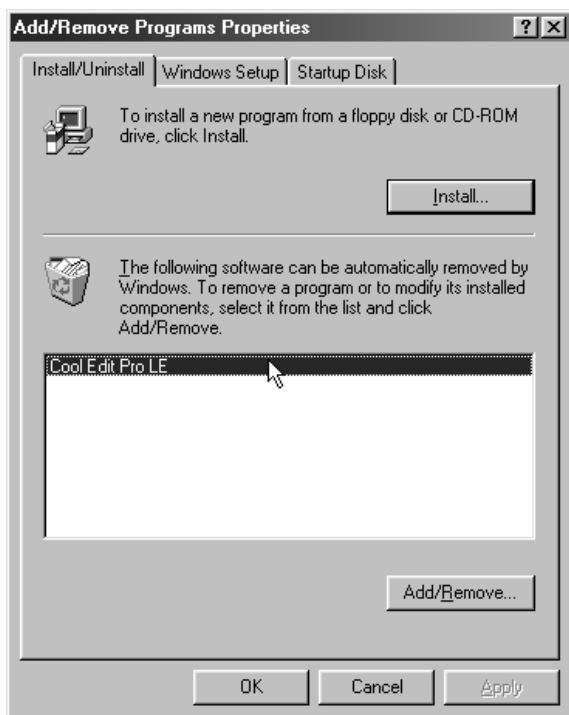 Add/Remove Programs Properties
Install/Uninstall Windows Setup Startup Disk
To install a new program from a floppy disk or CD-ROM
drive, click Install.
Install...
The following software can be automatically removed by
Windows. To remove a program or to modify its installed
components, select it from the list and click
Add/Remove.
Cool Edit Pro LE
Add/Remove...
OK Cancel Apply